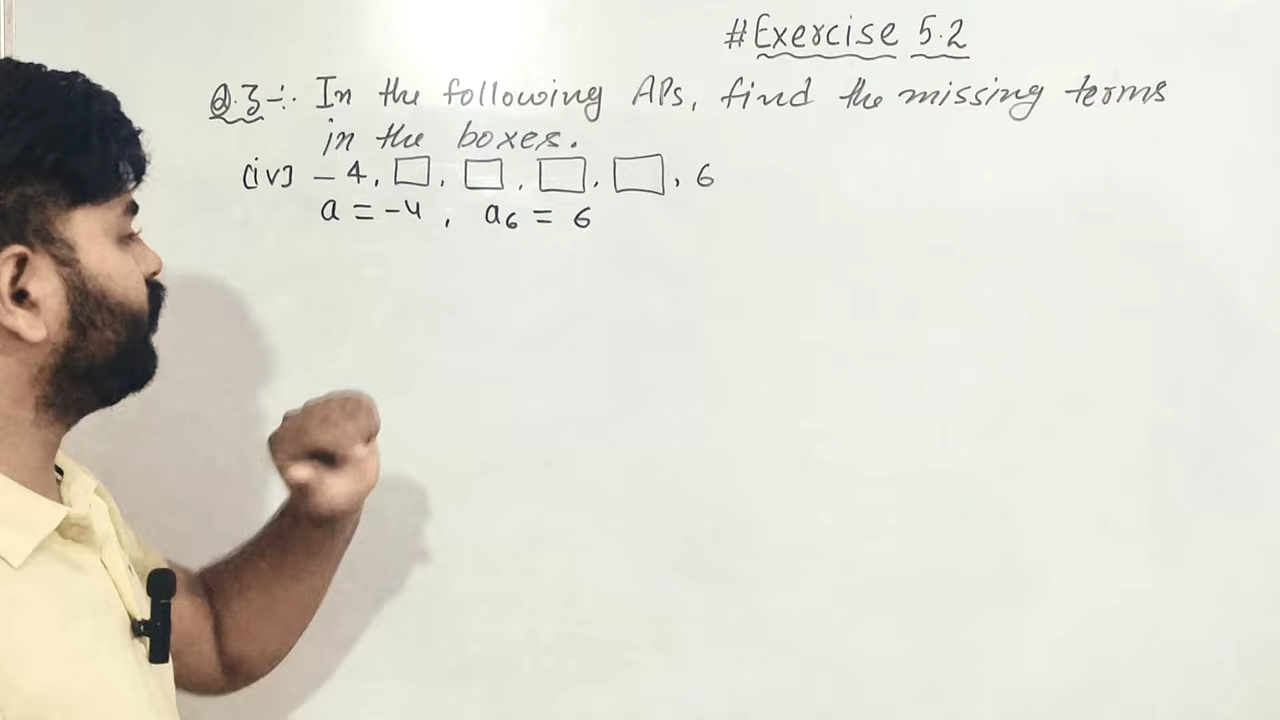 #Exercise 5.2
Q.3-:. In the following APs, find the missing terms
in the boxes.
(iv) - 4, □, □, □, □, 6
a = -4 , a₆ = 6